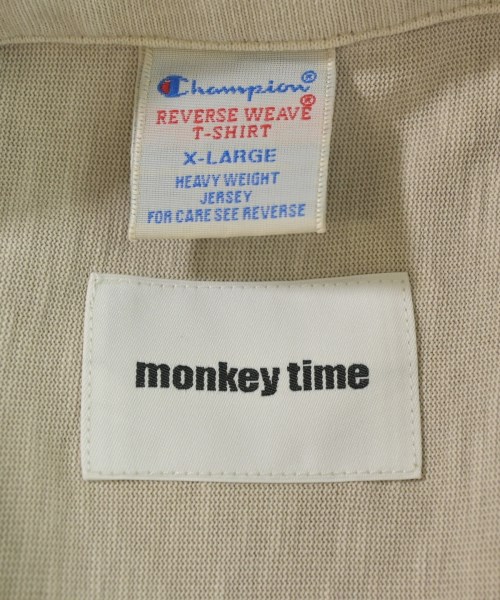 Champion®
REVERSE WEAVE®
T-SHIRT
X-LARGE
HEAVY WEIGHT
JERSEY
FOR CARE SEE REVERSE
monkey time